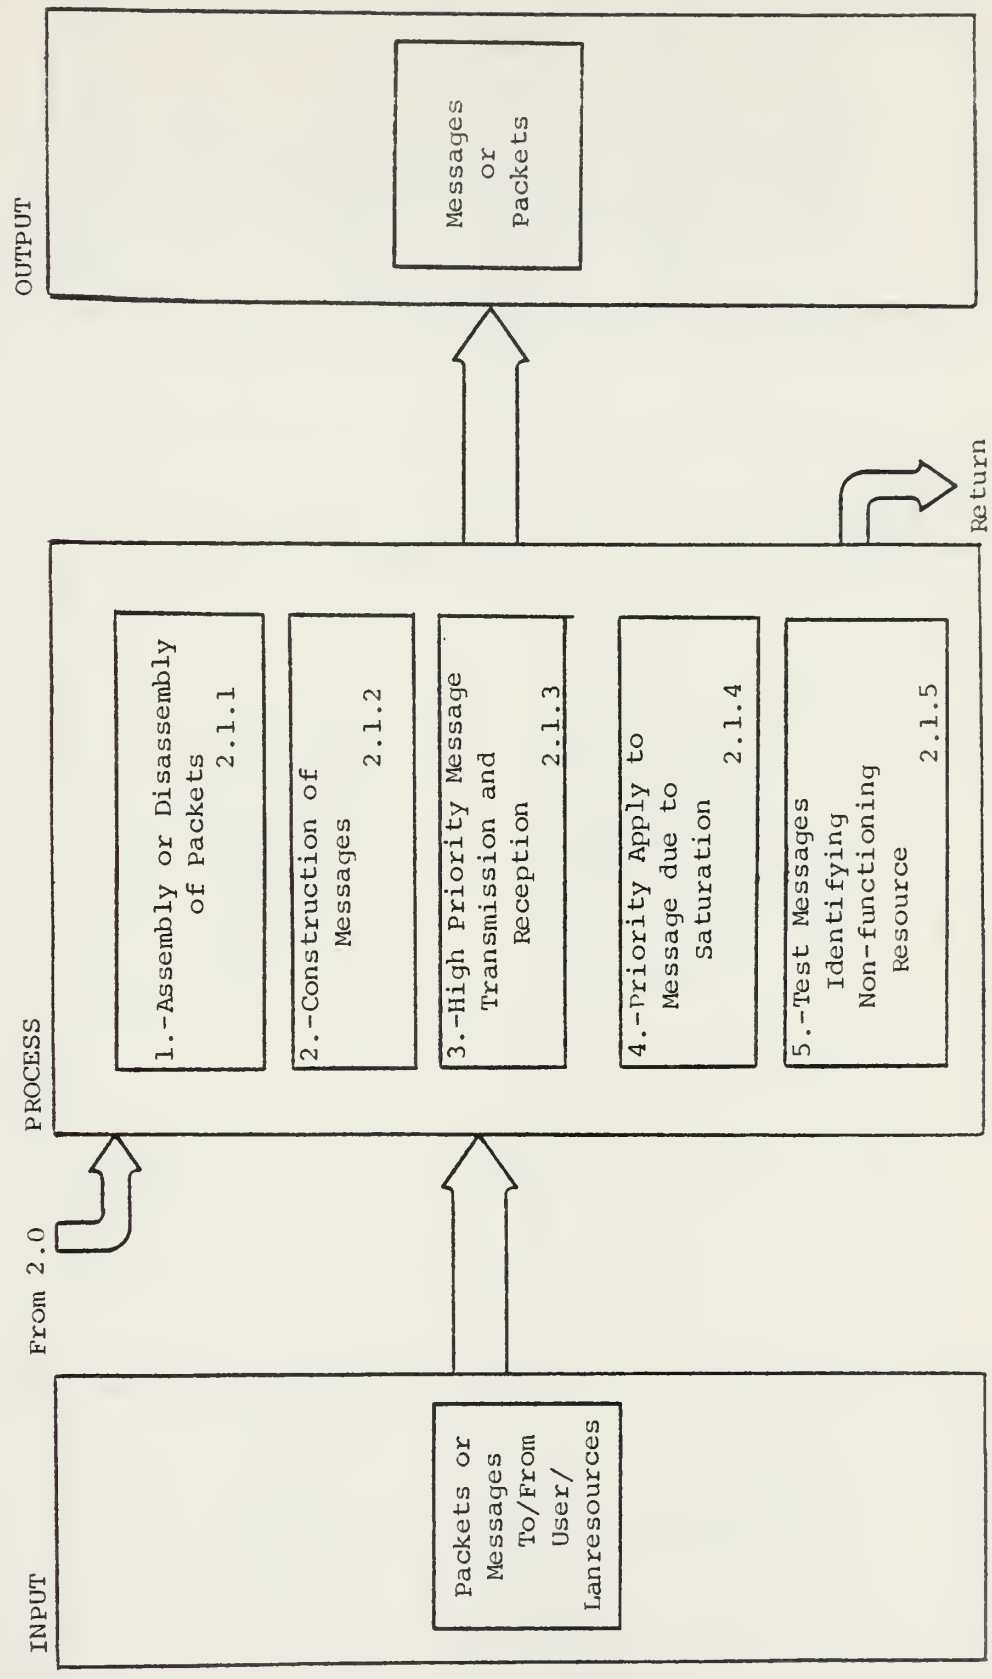 INPUT
Packets or
Messages
To/From
User/
Lanresources
From 2.0
PROCESS
1.-Assembly or Disassembly
of Packets
2.1.1
2.-Construction of
Messages
2.1.2
3.-High Priority Message
Transmission and
Reception
2.1.3
4.-Priority Apply to
Message due to
Saturation
2.1.4
5.-Test Messages
Identifying
Non-functioning
Resource
2.1.5
Return
OUTPUT
Messages
or
Packets